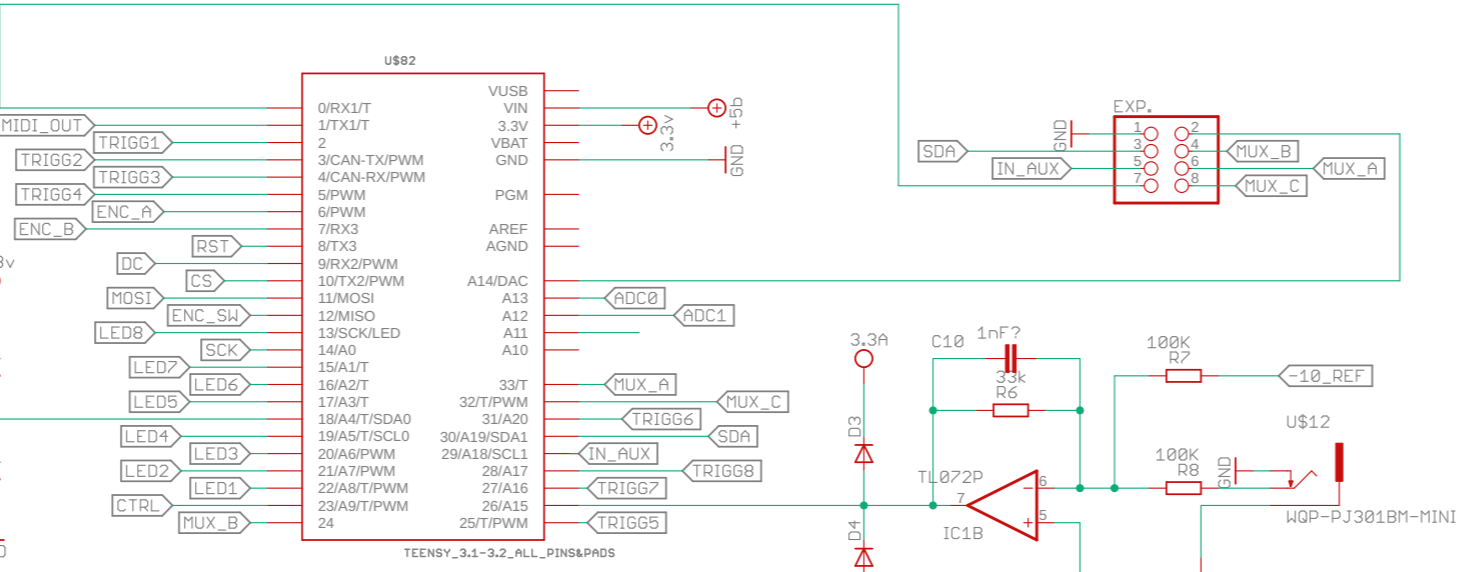 U$82
MIDI_OUT
TRIGG1
TRIGG2
TRIGG3
TRIGG4
ENC_A
ENC_B
RST
DC
CS
MOSI
ENC_SW
LED8
SCK
LED7
LED6
LED5
LED4
LED3
LED2
LED1
CTRL
MUX_B
0/RX1/T
1/TX1/T
2
3/CAN-TX/PWM
4/CAN-RX/PWM
5/PWM
6/PWM
7/RX3
8/TX3
9/RX2/PWM
10/TX2/PWM
11/MOSI
12/MISO
13/SCK/LED
14/A0
15/A1/T
16/A2/T
17/A3/T
18/A4/T/SDA0
19/A5/T/SCL0
20/A6/PWM
21/A7/PWM
22/A8/T/PWM
23/A9/T/PWM
24
VUSB
VIN
3.3V
VBAT
GND
PGM
AREF
AGND
A14/DAC
A13
A12
A11
A10
33/T
32/T/PWM
31/A20
30/A19/SDA1
29/A18/SCL1
28/A17
27/A16
26/A15
25/T/PWM
TEENSY_3.1-3.2_ALL_PINS&PADS
+5b
3.3v
GND
ADC0
ADC1
MUX_A
MUX_C
TRIGG6
SDA
IN_AUX
TRIGG8
TRIGG7
TRIGG5
EXP.
GND
1
2
SDA
3
4
MUX_B
IN_AUX
5
6
MUX_A
7
8
MUX_C
3.3A
C10
1nF?
33k
R6
D3
D4
TL072P
7
6
5
IC1B
100K
R7
-10_REF
U$12
100K
R8
GND
WQP-PJ301BM-MINI